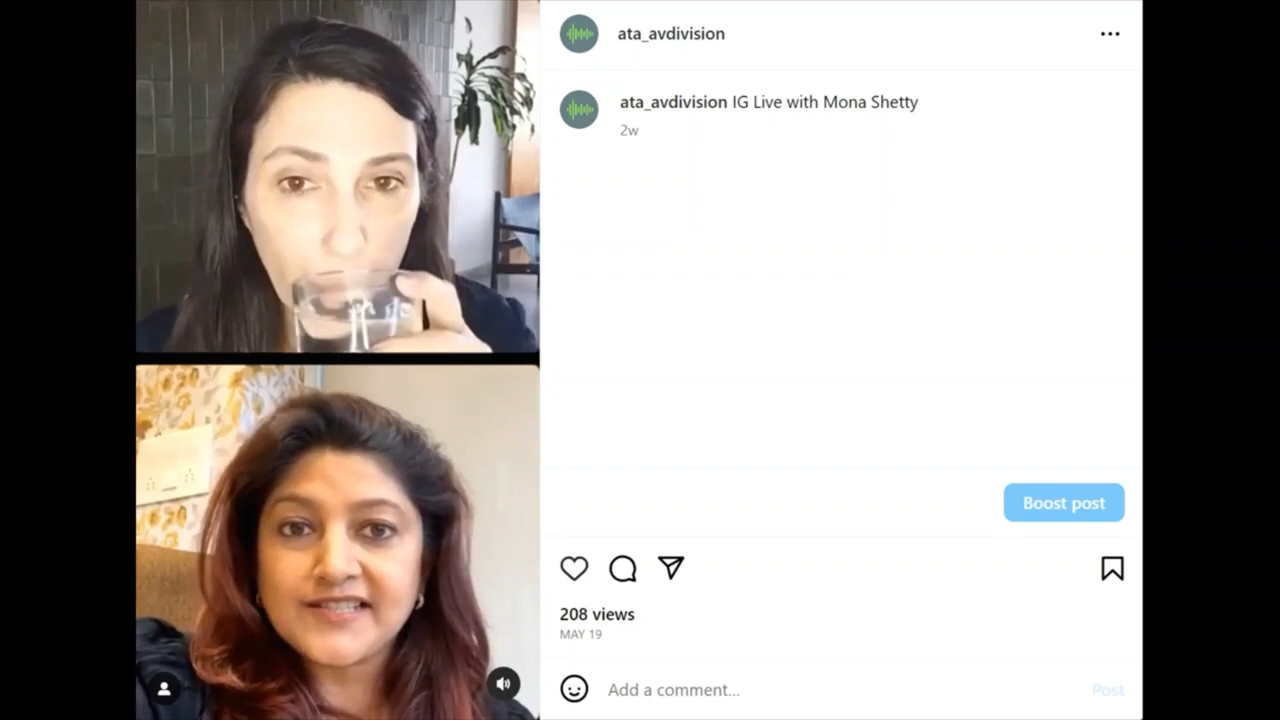 ata_avdivision
ata_avdivision IG Live with Mona Shetty
2w
Boost post
208 views
MAY 19
Add a comment...
Post